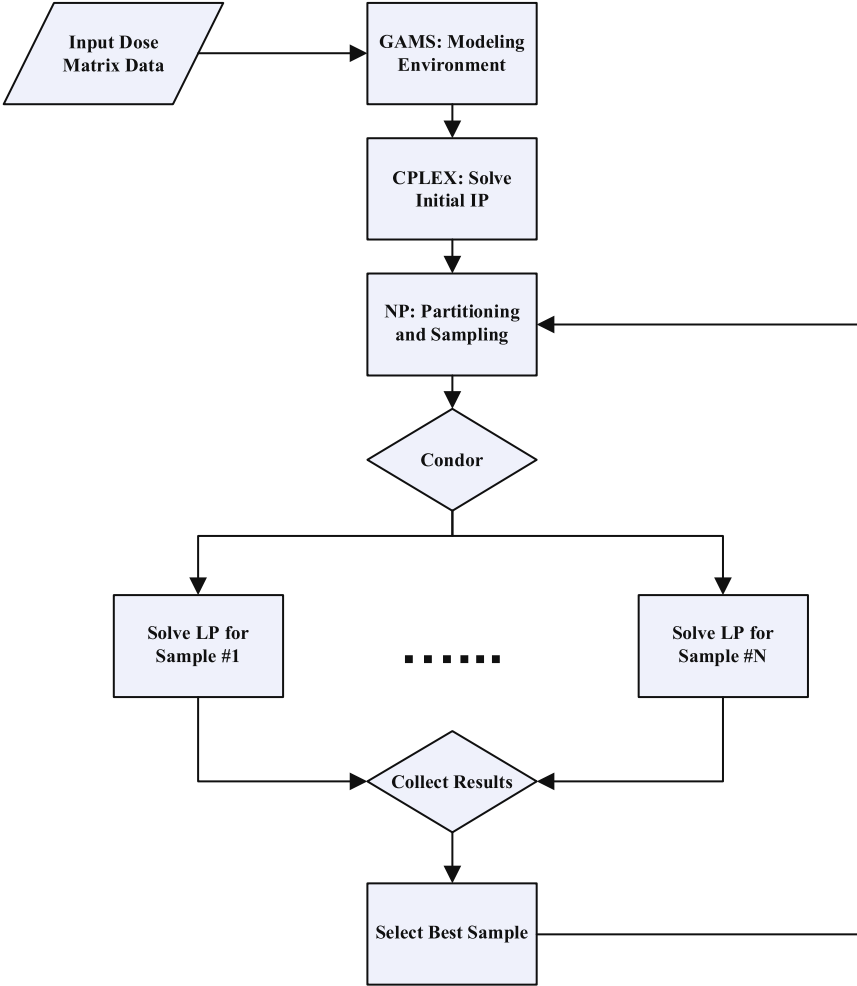 Input Dose
Matrix Data
GAMS: Modeling
Environment
CPLEX: Solve
Initial IP
NP: Partitioning
and Sampling
Condor
Solve LP for
Sample #1
Solve LP for
Sample #N
Collect Results
Select Best Sample